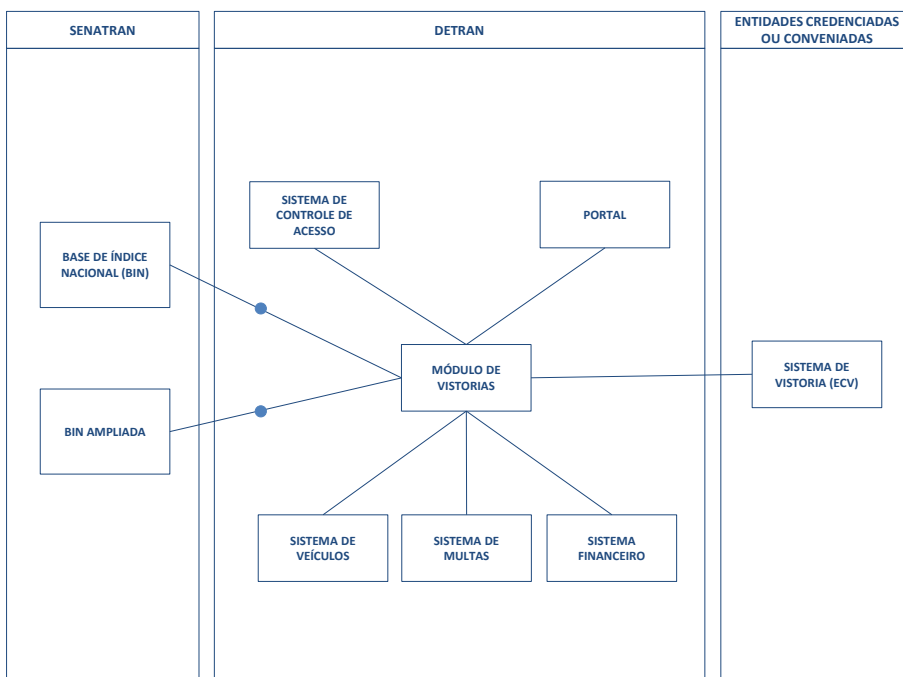 SENATRAN
DETRAN
ENTIDADES CREDENCIADAS
OU CONVENIADAS
SISTEMA DE
CONTROLE DE
ACESSO
PORTAL
BASE DE ÍNDICE
NACIONAL (BIN)
MÓDULO DE
VISTORIAS
SISTEMA DE
VISTORIA (ECV)
BIN AMPLIADA
SISTEMA DE
VEÍCULOS
SISTEMA DE
MULTAS
SISTEMA
FINANCEIRO